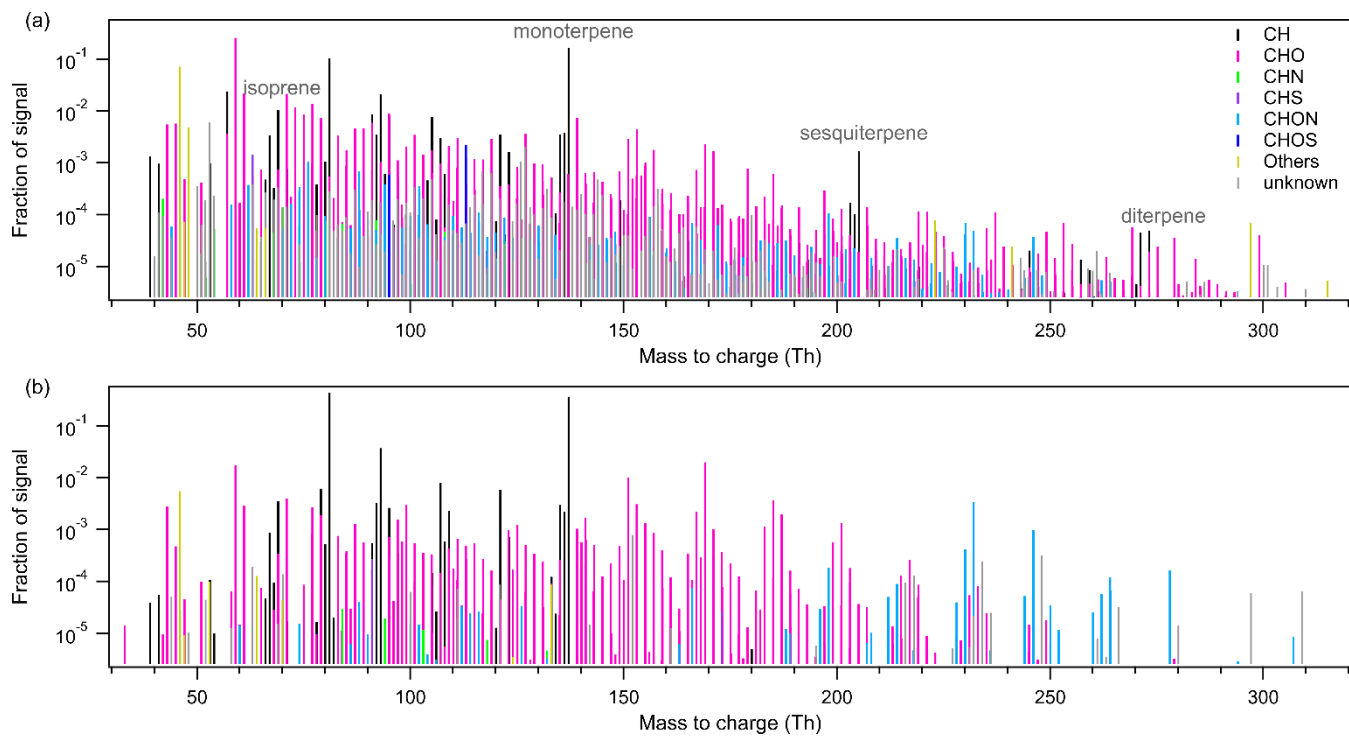 (a)
monoterpene
isoprene
sesquiterpene
diterpene
CH
CHO
CHN
CHS
CHON
CHOS
Others
unknown
Fraction of signal
10⁻¹
10⁻²
10⁻³
10⁻⁴
10⁻⁵
50 100 150 200 250 300
Mass to charge (Th)
(b)
Fraction of signal
10⁻¹
10⁻²
10⁻³
10⁻⁴
10⁻⁵
50 100 150 200 250 300
Mass to charge (Th)